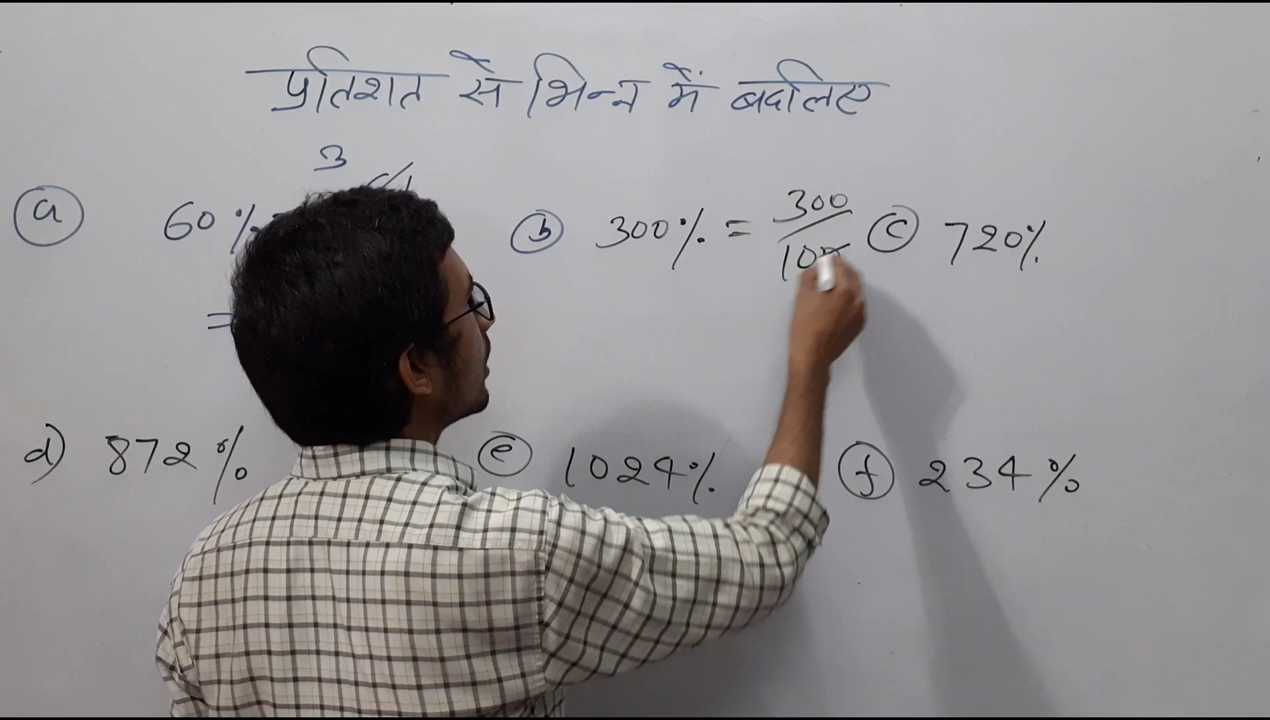 प्रतिशत से भिन्न में बदलिए
a 60% 3
b 300% = 300/100 c 720%
=
d) 872% e 1024% f 234%